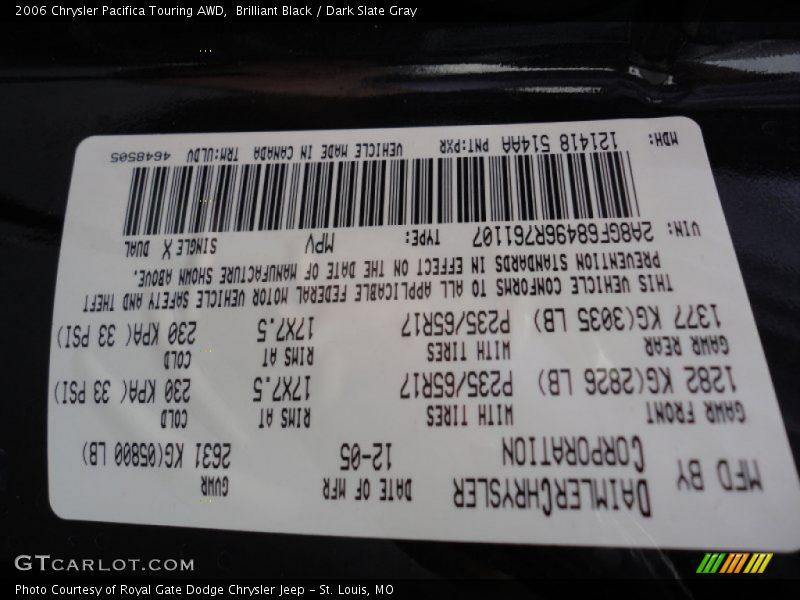 2006 Chrysler Pacifica Touring AWD,  Brilliant Black / Dark Slate Gray
MFD BY DAIMLERCHRYSLER CORPORATION
DATE OF MFR 12-05
GVWR 2631 KG(05800 LB)
GAWR FRONT 1282 KG(2826 LB)
WITH TIRES P235/65R17
RIMS AT 17X7.5
COLD 230 KPA( 33 PSI)
GAWR REAR 1377 KG(3035 LB)
WITH TIRES P235/65R17
RIMS AT 17X7.5
COLD 230 KPA( 33 PSI)
THIS VEHICLE CONFORMS TO ALL APPLICABLE FEDERAL MOTOR VEHICLE SAFETY AND THEFT
PREVENTION STANDARDS IN EFFECT ON THE DATE OF MANUFACTURE SHOWN ABOVE.
VIN: 2A8GF68496R761107 TYPE: MPV SINGLE X DUAL
MDH: 121418 514AA PNT:PXR VEHICLE MADE IN CANADA TRM:ULDV 4648505
GTCARLOT.COM
Photo Courtesy of Royal Gate Dodge Chrysler Jeep – St. Louis, MO